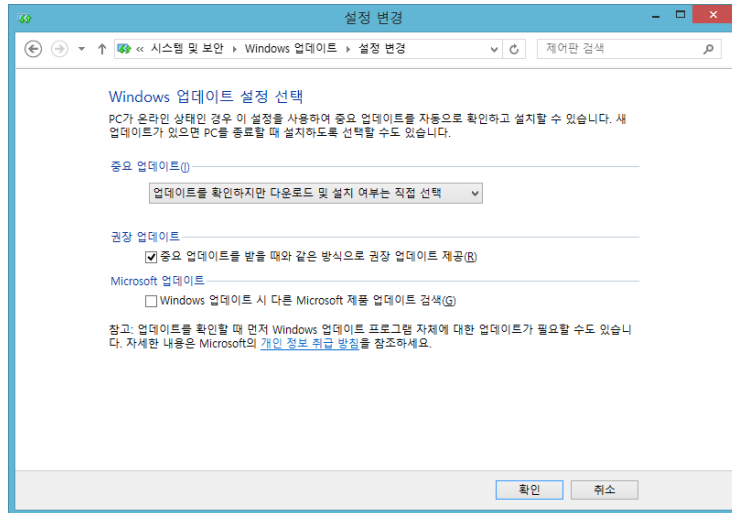 설정 변경
« 시스템 및 보안 ▸ Windows 업데이트 ▸ 설정 변경
제어판 검색
Windows 업데이트 설정 선택
PC가 온라인 상태인 경우 이 설정을 사용하여 중요 업데이트를 자동으로 확인하고 설치할 수 있습니다. 새
업데이트가 있으면 PC를 종료할 때 설치하도록 선택할 수도 있습니다.
중요 업데이트(I)
업데이트를 확인하지만 다운로드 및 설치 여부는 직접 선택
권장 업데이트
중요 업데이트를 받을 때와 같은 방식으로 권장 업데이트 제공(R)
Microsoft 업데이트
Windows 업데이트 시 다른 Microsoft 제품 업데이트 검색(G)
참고: 업데이트를 확인할 때 먼저 Windows 업데이트 프로그램 자체에 대한 업데이트가 필요할 수도 있습니
다. 자세한 내용은 Microsoft의 개인 정보 취급 방침을 참조하세요.
확인
취소